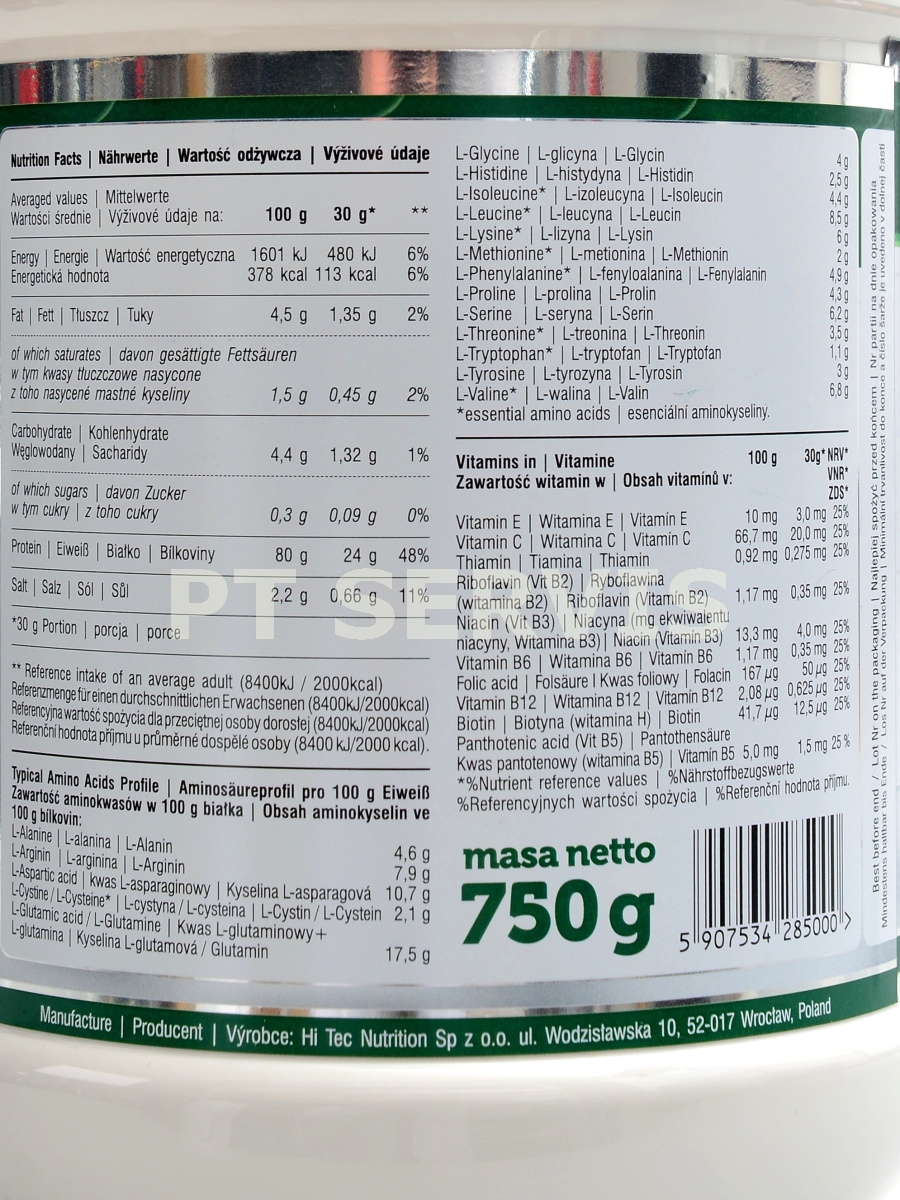 Nutrition Facts | Nährwerte | Wartość odżywcza | Výživové údaje
Averaged values | Mittelwerte
Wartości średnie | Výživové údaje na: 100 g 30 g* **
Energy | Energie | Wartość energetyczna 1601 kJ 480 kJ 6%
Energetická hodnota 378 kcal 113 kcal 6%
Fat | Fett | Tłuszcz | Tuky 4,5 g 1,35 g 2%
of which saturates | davon gesättigte Fettsäuren
w tym kwasy tłuczczowe nasycone
z toho nasycené mastné kyseliny 1,5 g 0,45 g 2%
Carbohydrate | Kohlenhydrate
Węglowodany | Sacharidy 4,4 g 1,32 g 1%
of which sugars | davon Zucker
w tym cukry | z toho cukry 0,3 g 0,09 g 0%
Protein | Eiweiß | Białko | Bílkoviny 80 g 24 g 48%
Salt | Salz | Sól | Sůl 2,2 g 0,66 g 11%
*30 g Portion | porcja | porce
** Reference intake of an average adult (8400kJ / 2000kcal)
Referenzmenge für einen durchschnittlichen Erwachsenen (8400kJ/2000kcal)
Referencyjna wartość spożycia dla przeciętnej osoby dorosłej (8400kJ/2000kcal)
Referenční hodnota příjmu u průměrné dospělé osoby (8400 kJ/2000 kcal).
Typical Amino Acids Profile | Aminosäureprofil pro 100 g Eiweiß
Zawartość aminokwasów w 100 g białka | Obsah aminokyselin ve
100 g bílkovin:
L-Alanine | L-alanina | L-Alanin 4,6 g
L-Arginin | L-arginina | L-Arginin 7,9 g
L-Aspartic acid | kwas L-asparaginowy | Kyselina L-asparagová 10,7 g
L-Cystine / L-Cysteine* | L-cystyna / L-cysteina | L-Cystin / L-Cystein 2,1 g
L-Glutamic acid / L-Glutamine | Kwas L-glutaminowy+
L-glutamina | Kyselina L-glutamová / Glutamin 17,5 g
L-Glycine | L-glicyna | L-Glycin 4 g
L-Histidine | L-histydyna | L-Histidin 2,5 g
L-Isoleucine* | L-izoleucyna | L-Isoleucin 4,4 g
L-Leucine* | L-leucyna | L-Leucin 8,5 g
L-Lysine* | L-lizyna | L-Lysin 6 g
L-Methionine* | L-metionina | L-Methionin 2 g
L-Phenylalanine* | L-fenyloalanina | L-Fenylalanin 4,9 g
L-Proline | L-prolina | L-Prolin 4,3 g
L-Serine | L-seryna | L-Serin 6,2 g
L-Threonine* | L-treonina | L-Threonin 3,5 g
L-Tryptophan* | L-tryptofan | L-Tryptofan 1,1 g
L-Tyrosine | L-tyrozyna | L-Tyrosin 3 g
L-Valine* | L-walina | L-Valin 6,8 g
*essential amino acids | esenciální aminokyseliny.
Vitamins in | Vitamine 100 g 30g* NRV*
Zawartość witamin w | Obsah vitamínů v: VNR*
ZDS*
Vitamin E | Witamina E | Vitamín E 10 mg 3,0 mg 25%
Vitamin C | Witamina C | Vitamín C 66,7 mg 20,0 mg 25%
Thiamin | Tiamina | Thiamin 0,92 mg 0,275 mg 25%
Riboflavin (Vit B2) | Ryboflawina
(witamina B2) | Riboflavin (Vitamín B2) 1,17 mg 0,35 mg 25%
Niacin (Vit B3) | Niacyna (mg ekwiwalentu
niacyny, Witamina B3) | Niacin (Vitamín B3) 13,3 mg 4,0 mg 25%
Vitamin B6 | Witamina B6 | Vitamín B6 1,17 mg 0,35 mg 25%
Folic acid | Folsäure I Kwas foliowy | Folacin 167 µg 50 µg 25%
Vitamin B12 | Witamina B12 | Vitamín B12 2,08 µg 0,625 µg 25%
Biotin | Biotyna (witamina H) | Biotin 41,7 µg 12,5 µg 25%
Panthotenic acid (Vit B5) | Pantothensäure
Kwas pantotenowy (witamina B5) | Vitamín B5 5,0 mg 1,5 mg 25 %
*%Nutrient reference values | %Nährstoffbezugswerte
%Referencyjnych wartości spożycia | %Referenční hodnota příjmu.
masa netto
750 g
5 907534 285000 >
Best before end / Lot Nr on the packaging | Najlepiej spożyć przed końcem | Nr partii na dnie opakowania
Mindestens haltbar bis Ende / Los Nr auf der Verpackung | Minimální trvanlivost do konce a číslo šarže je uvedeno v dolnej časti
Manufacture | Producent | Výrobce: Hi Tec Nutrition Sp z o.o. ul. Wodzisławska 10, 52-017 Wrocław, Poland
PT SERVIS